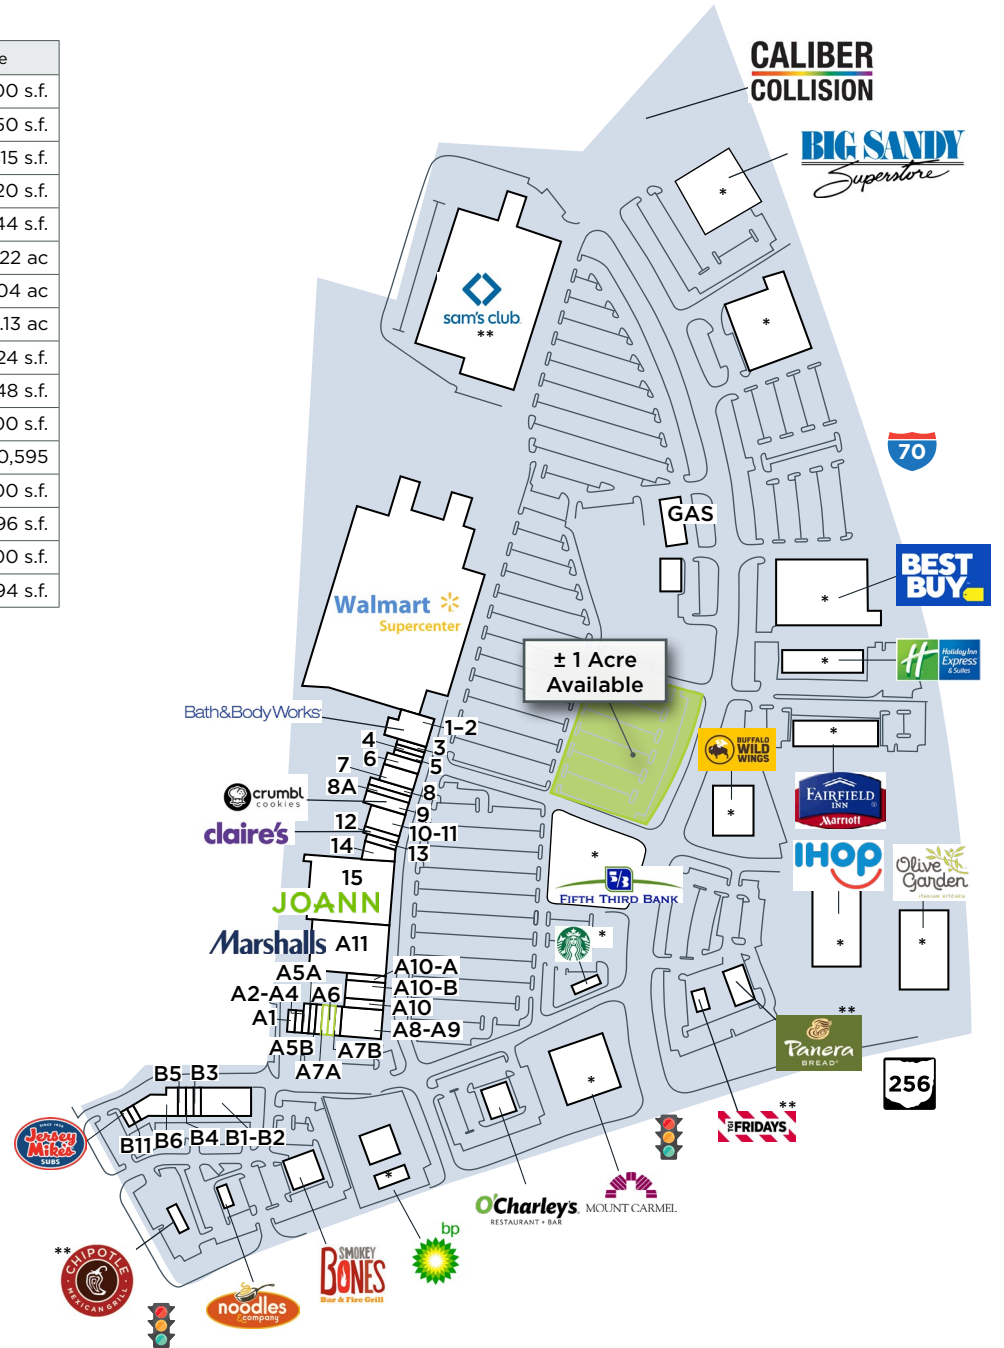 e
00 s.f.
50 s.f.
15 s.f.
20 s.f.
44 s.f.
22 ac
04 ac
.13 ac
24 s.f.
48 s.f.
00 s.f.
0,595
00 s.f.
96 s.f.
00 s.f.
94 s.f.
CALIBER
COLLISION
BIG SANDY
Superstore
*
*
sam's club
**
70
GAS
BEST
BUY
*
Walmart
Supercenter
± 1 Acre
Available
Holiday Inn
Express
& Suites
*
Bath&BodyWorks
1-2
4
3
6
5
7
8A
8
crumbl
cookies
9
12
claire's
10-11
14
13
BUFFALO
WILD
WINGS
*
*
FAIRFIELD
INN
Marriott
15
JOANN
*
FIFTH THIRD BANK
IHOP
*
Olive
Garden
ITALIAN KITCHEN
*
Marshalls
A11
*
A5A
A10-A
A2-A4
A6
A10-B
A1
A10
A8-A9
A5B
A7B
A7A
**
Panera
BREAD
256
B5
B3
B11
B6
B4
B1-B2
SINCE 1956
Jersey
Mike's
SUBS
*
*
**
TGI
FRIDAYS
O'Charley's
RESTAURANT + BAR
MOUNT CARMEL
bp
SMOKEY
BONES
Bar & Fire Grill
**
CHIPOTLE
MEXICAN GRILL
noodles
& company